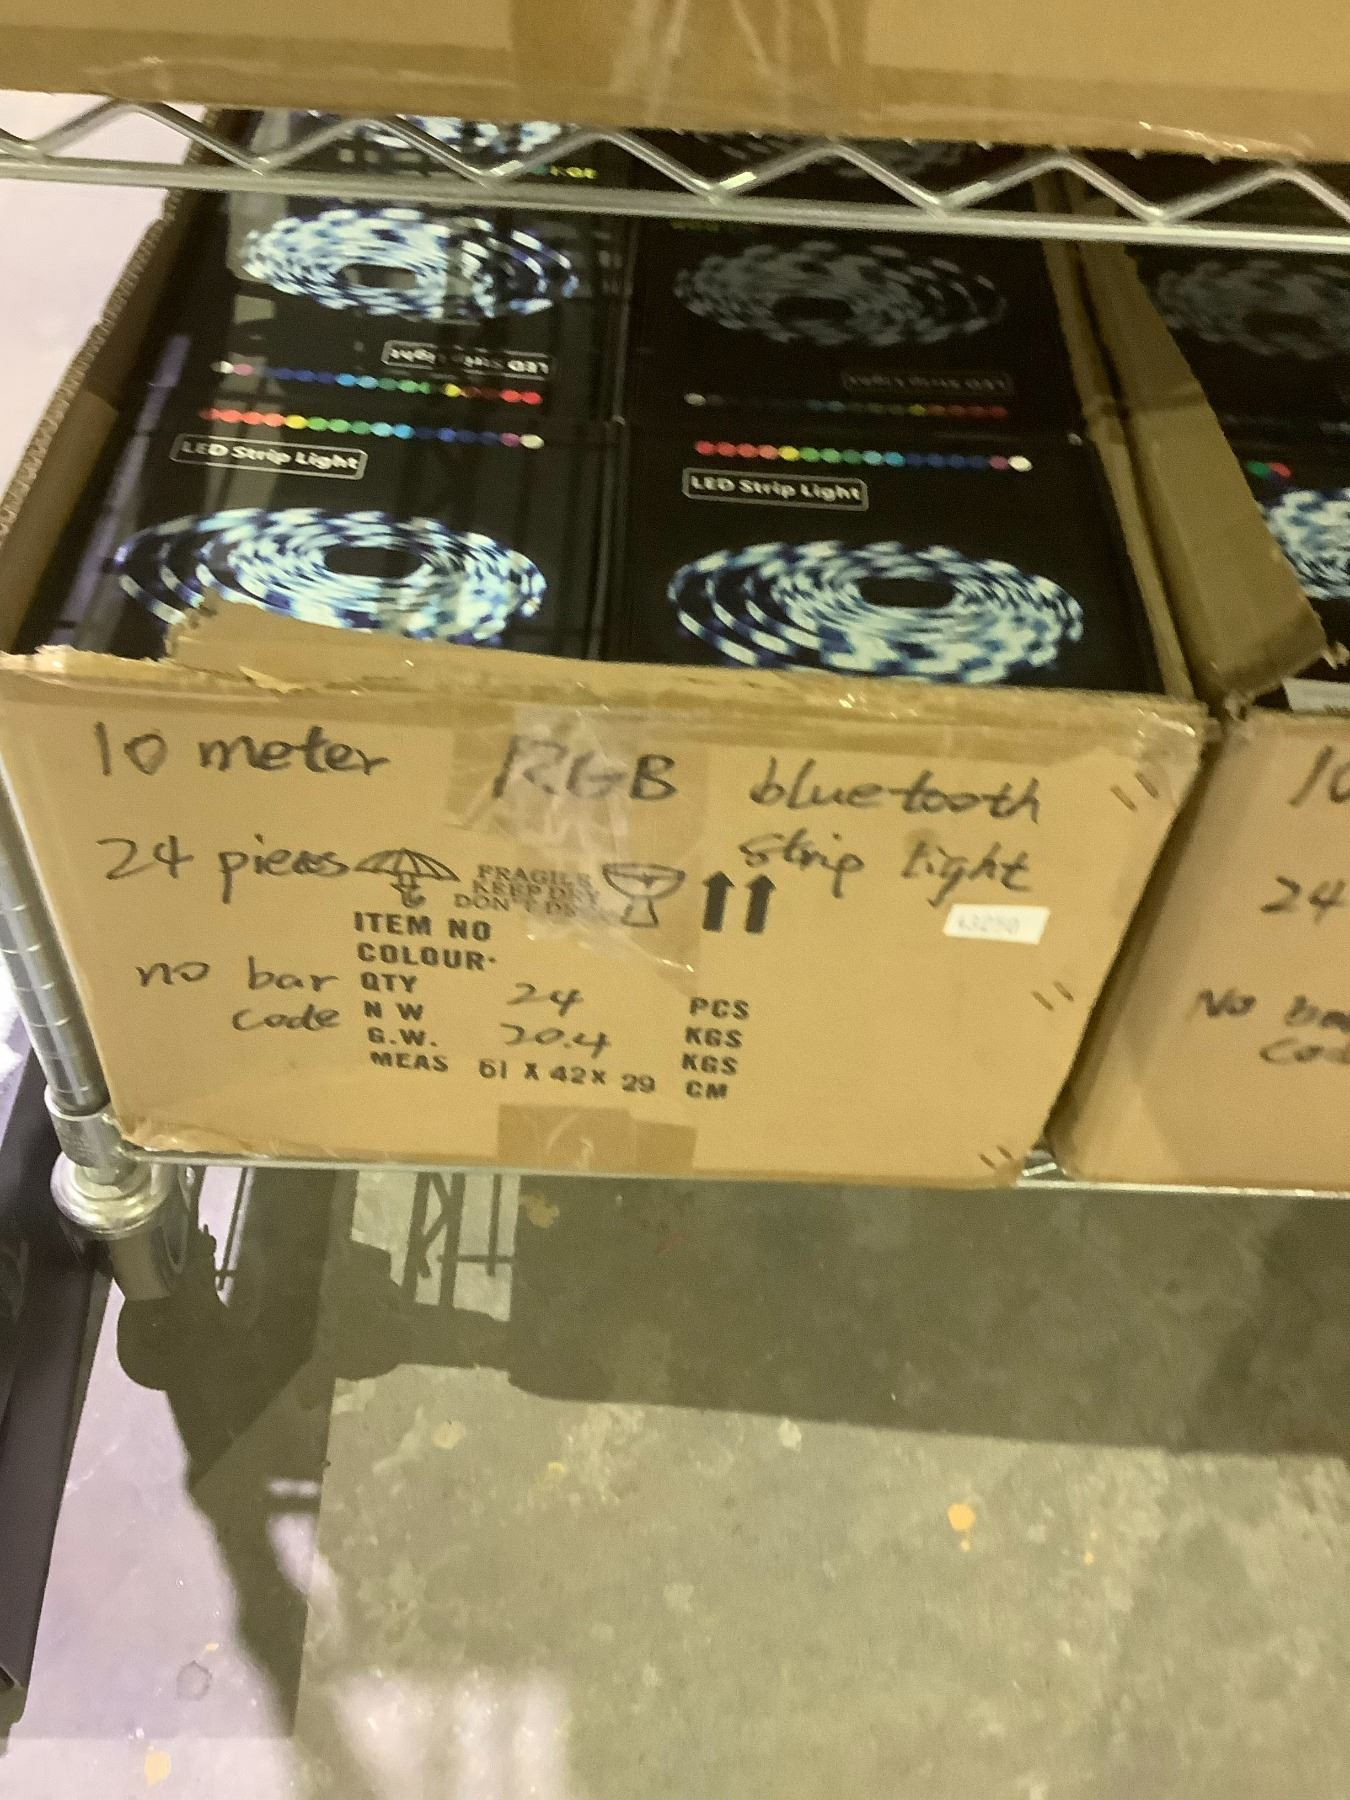 LED Strip Light
LED Strip Light
LED Strip Light
LED Strip Light
10 meter RGB bluetooth
strip light
24 pieces
FRAGILE
KEEP DRY
ITEM NO
COLOUR
no bar
code
QTY 24 PCS
N W 20.4 KGS
G.W. KGS
MEAS 61 X 42 X 29 CM
10
24
No